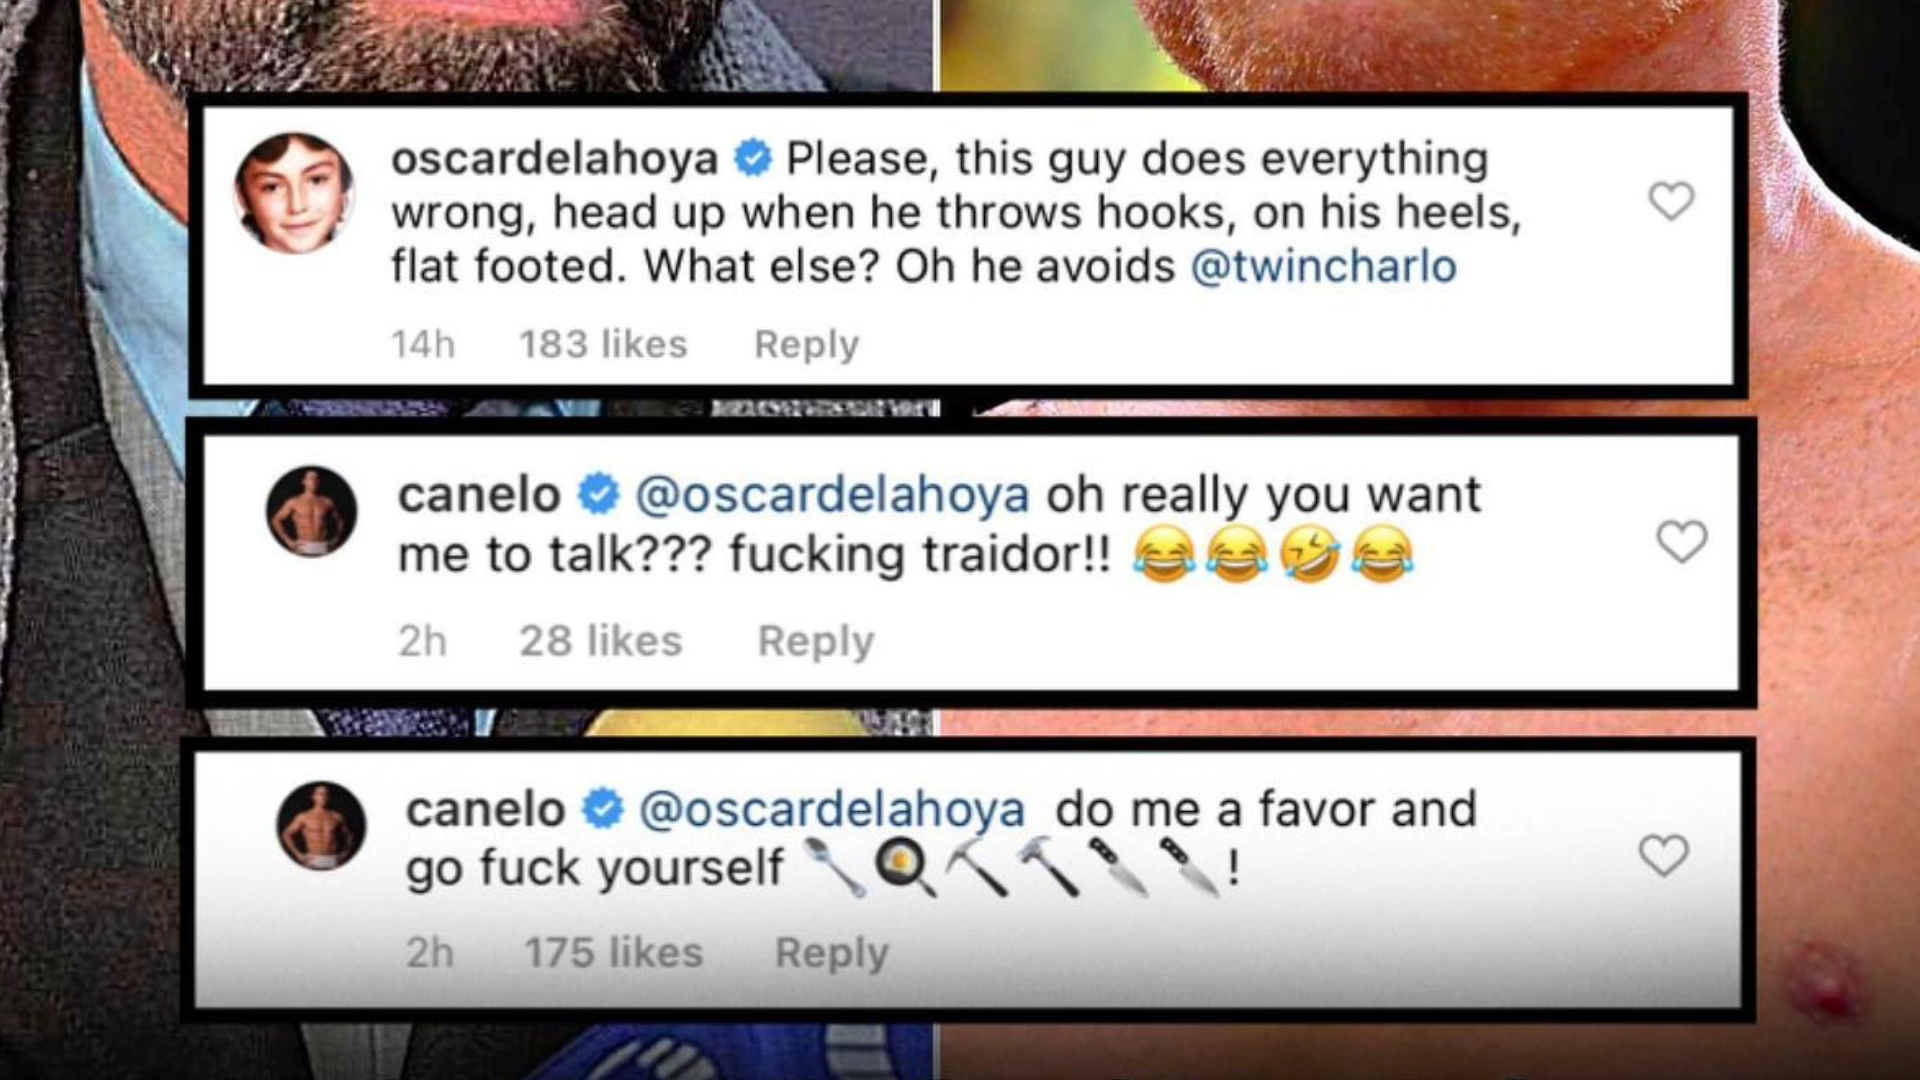 oscardelahoya Please, this guy does everything
wrong, head up when he throws hooks, on his heels,
flat footed. What else? Oh he avoids @twincharlo
14h 183 likes Reply
canelo @oscardelahoya oh really you want
me to talk??? fucking traidor!! 😂😂🤣😂
2h 28 likes Reply
canelo @oscardelahoya do me a favor and
go fuck yourself 🥄🍳⛏🔨🔪🔪!
2h 175 likes Reply